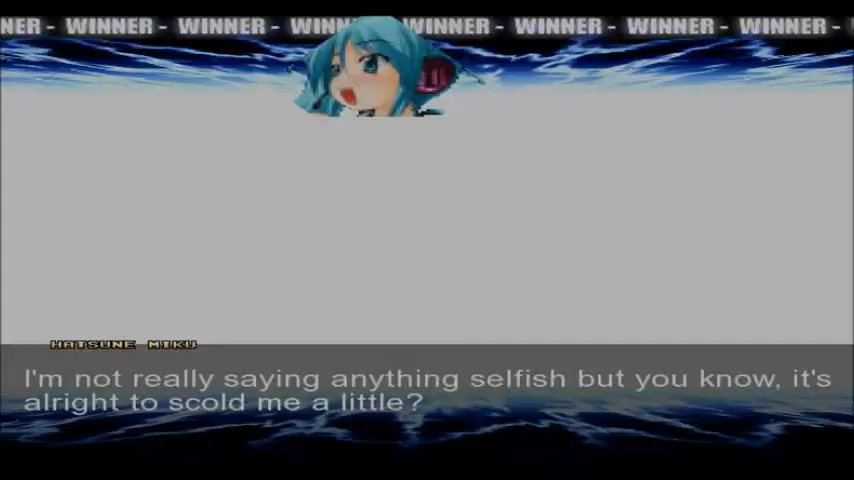 NER - WINNER - WINNER - WINNER - WINNER - WINNER - WINNER - WINNER -
HATSUNE MIKU
I'm not really saying anything selfish but you know, it's
alright to scold me a little?